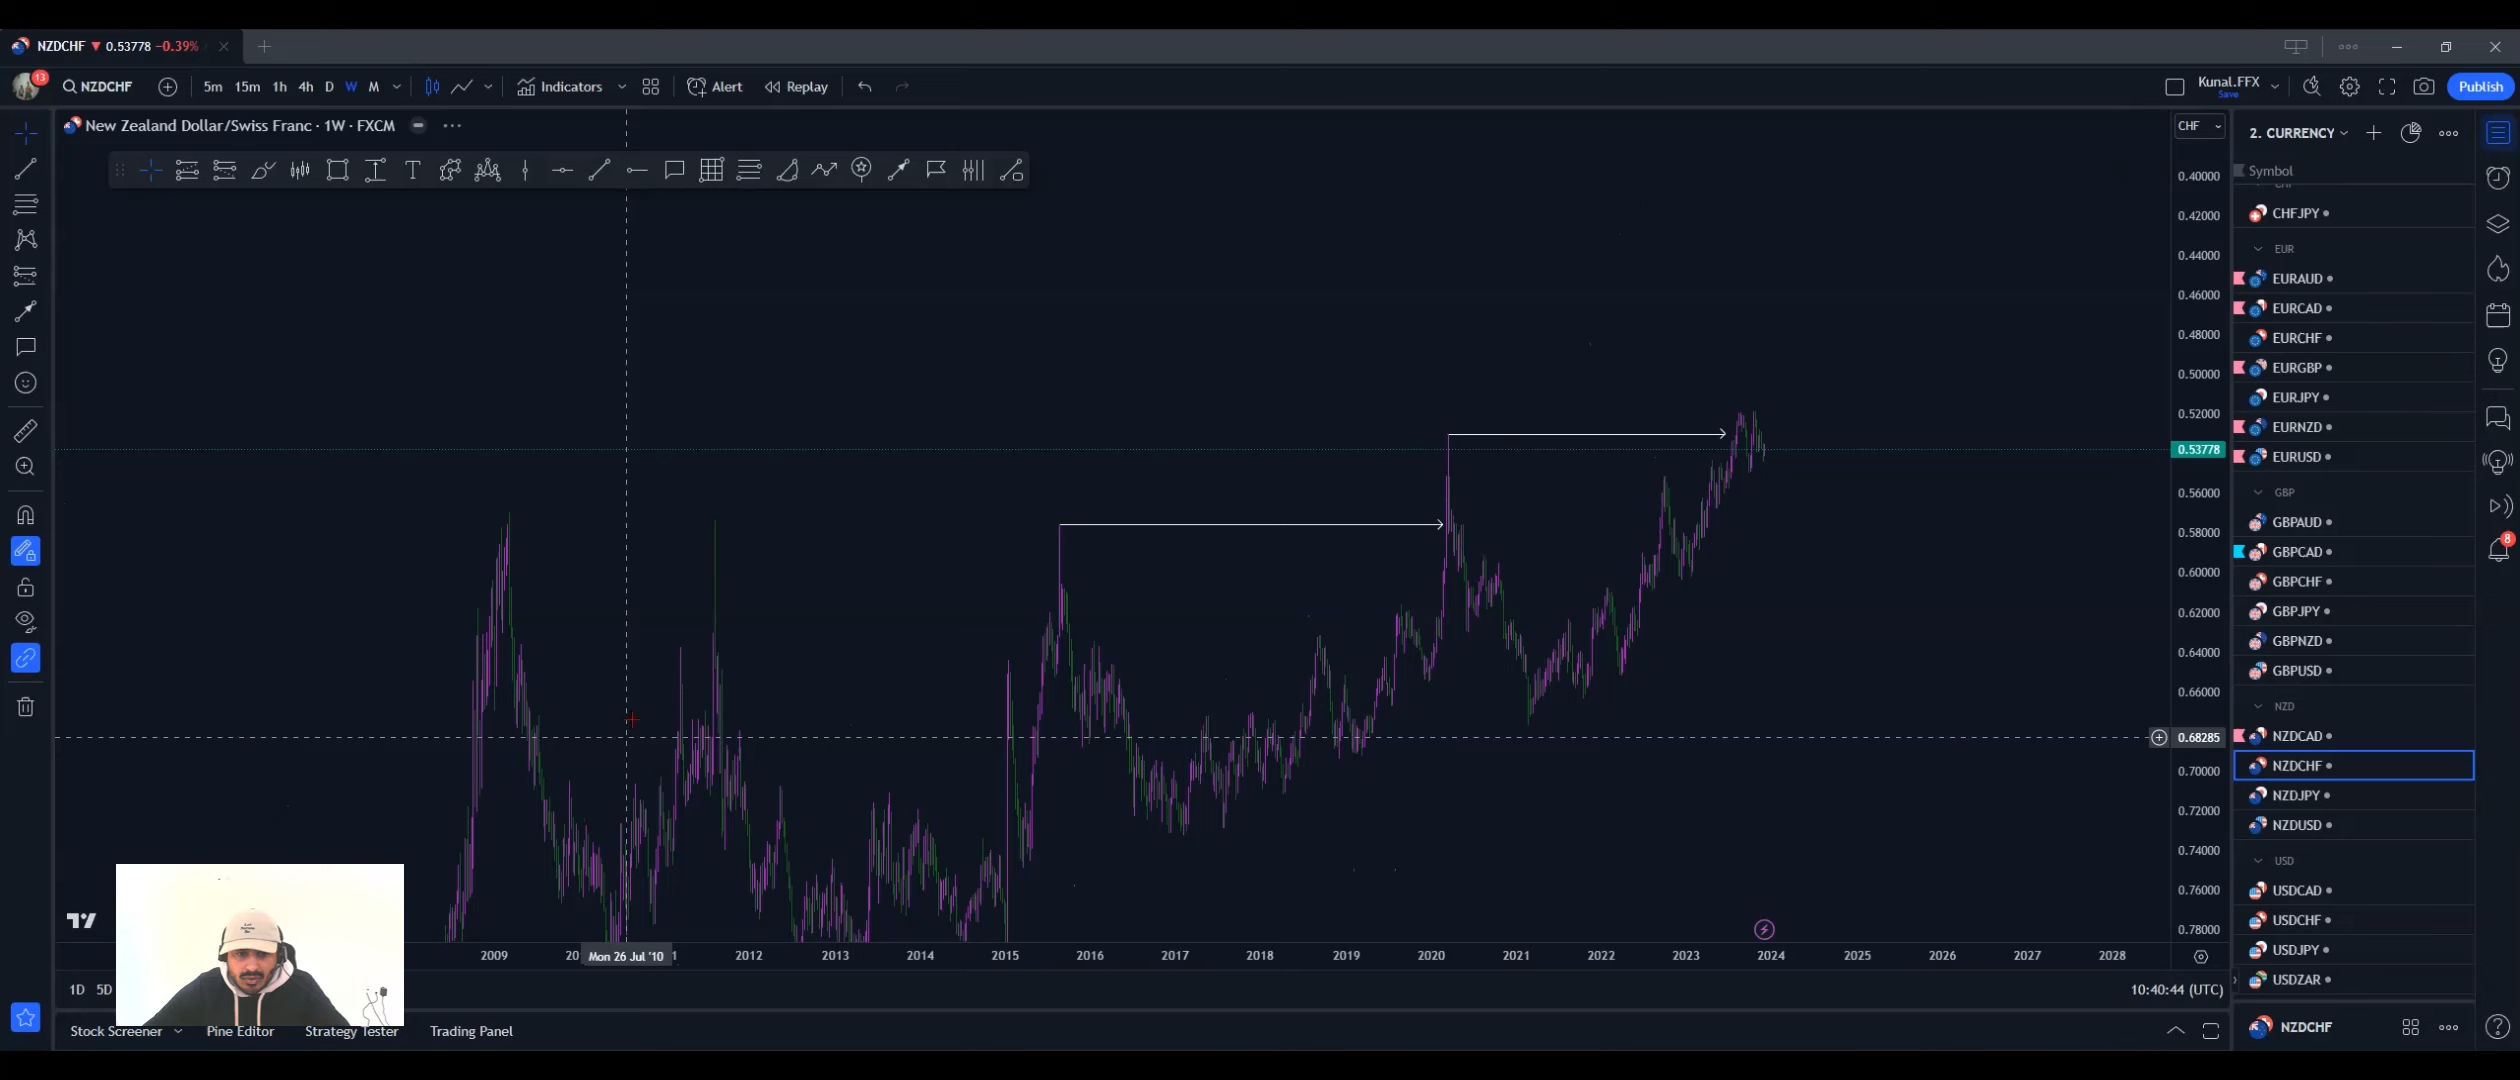 NZDCHF ▼ 0.53778 −0.39%
13
NZDCHF
5m 15m 1h 4h D W M
Indicators
Alert
Replay
Kunal.FFX
Save
Publish
New Zealand Dollar/Swiss Franc · 1W · FXCM
CHF
0.40000
0.42000
0.44000
0.46000
0.48000
0.50000
0.52000
0.53778
0.56000
0.58000
0.60000
0.62000
0.64000
0.66000
0.68285
0.70000
0.72000
0.74000
0.76000
0.78000
2. CURRENCY
Symbol
CHFJPY
EUR
EURAUD
EURCAD
EURCHF
EURGBP
EURJPY
EURNZD
EURUSD
GBP
GBPAUD
GBPCAD
GBPCHF
GBPJPY
GBPNZD
GBPUSD
NZD
NZDCAD
NZDCHF
NZDJPY
NZDUSD
USD
USDCAD
USDCHF
USDJPY
USDZAR
8
2009 20 Mon 26 Jul '10 1 2012 2013 2014 2015 2016 2017 2018 2019 2020 2021 2022 2023 2024 2025 2026 2027 2028
1D 5D
10:40:44 (UTC)
Stock Screener Pine Editor Strategy Tester Trading Panel
NZDCHF